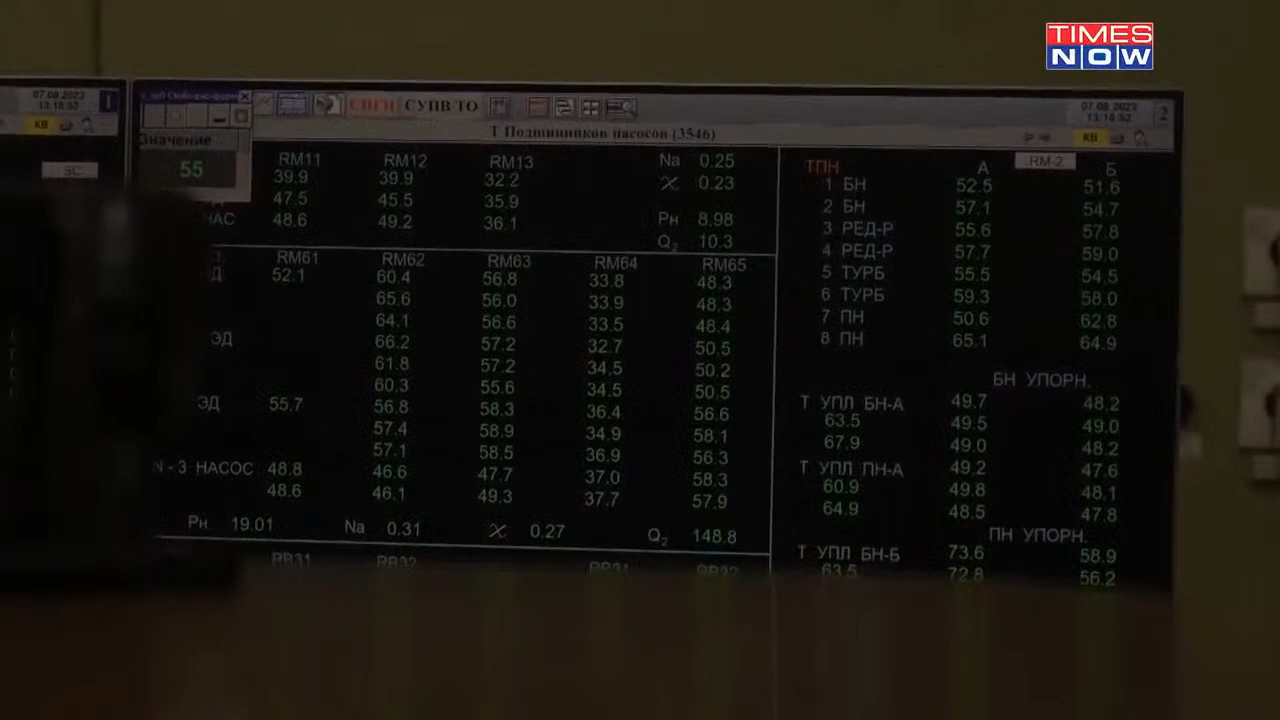 TIMES
NOW
07.08.2023
13:18:52
1
КВ
SC
Значение
55
СУПВ ТО
07.08.2023
13:18:52
2
Т Подшипников насосов (3546)
КВ
RM-2
RM11 RM12 RM13 Na 0.25
39.9 39.9 32.2 χ 0.23
47.5 45.5 35.9
НАС 48.6 49.2 36.1 Рн 8.98
Q2 10.3
RM61 RM62 RM63 RM64 RM65
52.1 60.4 56.8 33.8 48.3
65.6 56.0 33.9 48.3
64.1 56.6 33.5 48.4
ЭД 66.2 57.2 32.7 50.5
61.8 57.2 34.5 50.2
60.3 55.6 34.5 50.5
ЭД 55.7 56.8 58.3 36.4 56.6
57.4 58.9 34.9 58.1
57.1 58.5 36.9 56.3
N - 3 НАСОС 48.8 46.6 47.7 37.0 58.3
48.6 46.1 49.3 37.7 57.9
Рн 19.01 Na 0.31 χ 0.27 Q2 148.8
ТПН А Б
1 БН 52.5 51.6
2 БН 57.1 54.7
3 РЕД-Р 55.6 57.8
4 РЕД-Р 57.7 59.0
5 ТУРБ 55.5 54.5
6 ТУРБ 59.3 58.0
7 ПН 50.6 62.8
8 ПН 65.1 64.9
БН УПОРН.
Т УПЛ БН-А 49.7 48.2
63.5 49.5 49.0
67.9 49.0 48.2
Т УПЛ ПН-А 49.2 47.6
60.9 49.8 48.1
64.9 48.5 47.8
ПН УПОРН.
Т УПЛ БН-Б 73.6 58.9
63.5 72.8 56.2